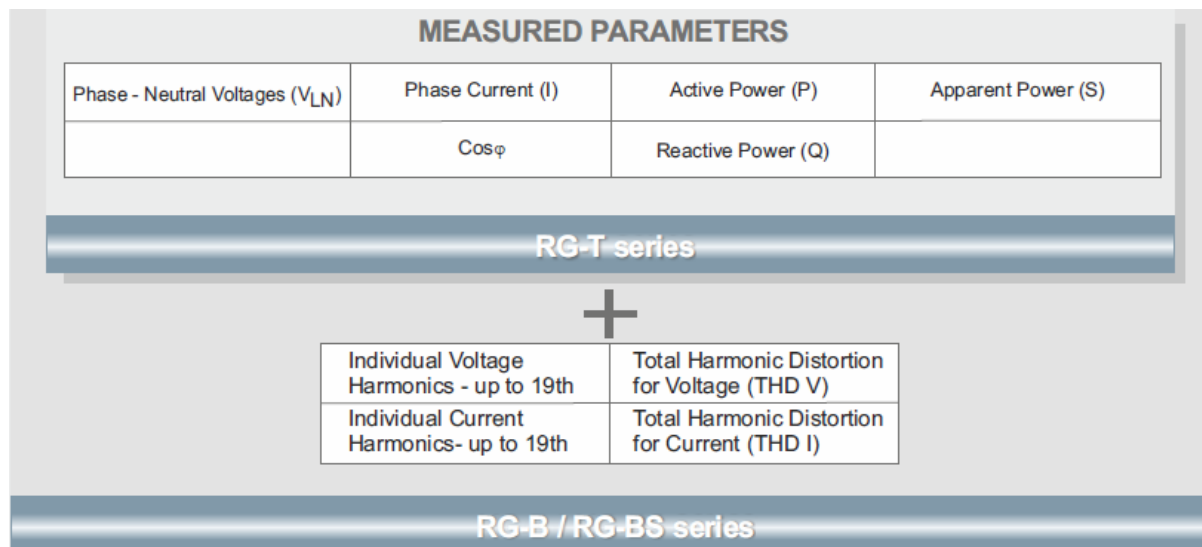 MEASURED PARAMETERS
Phase - Neutral Voltages (VLN)
Phase Current (I)
Active Power (P)
Apparent Power (S)
Cosφ
Reactive Power (Q)
RG-T series
+
Individual Voltage
Harmonics - up to 19th
Total Harmonic Distortion
for Voltage (THD V)
Individual Current
Harmonics- up to 19th
Total Harmonic Distortion
for Current (THD I)
RG-B / RG-BS series